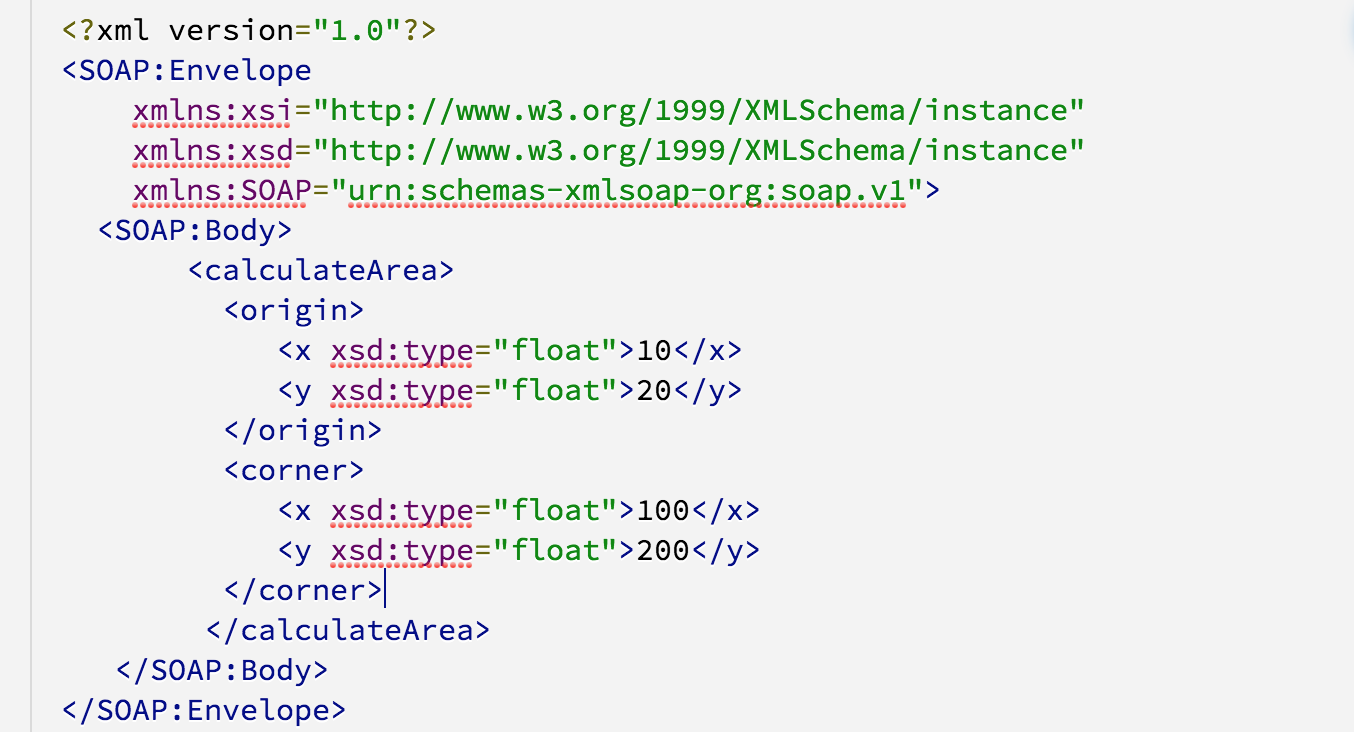 <?xml version="1.0"?>
<SOAP:Envelope
    xmlns:xsi="http://www.w3.org/1999/XMLSchema/instance"
    xmlns:xsd="http://www.w3.org/1999/XMLSchema/instance"
    xmlns:SOAP="urn:schemas-xmlsoap-org:soap.v1">
  <SOAP:Body>
       <calculateArea>
         <origin>
            <x xsd:type="float">10</x>
            <y xsd:type="float">20</y>
         </origin>
         <corner>
            <x xsd:type="float">100</x>
            <y xsd:type="float">200</y>
         </corner>
        </calculateArea>
   </SOAP:Body>
</SOAP:Envelope>